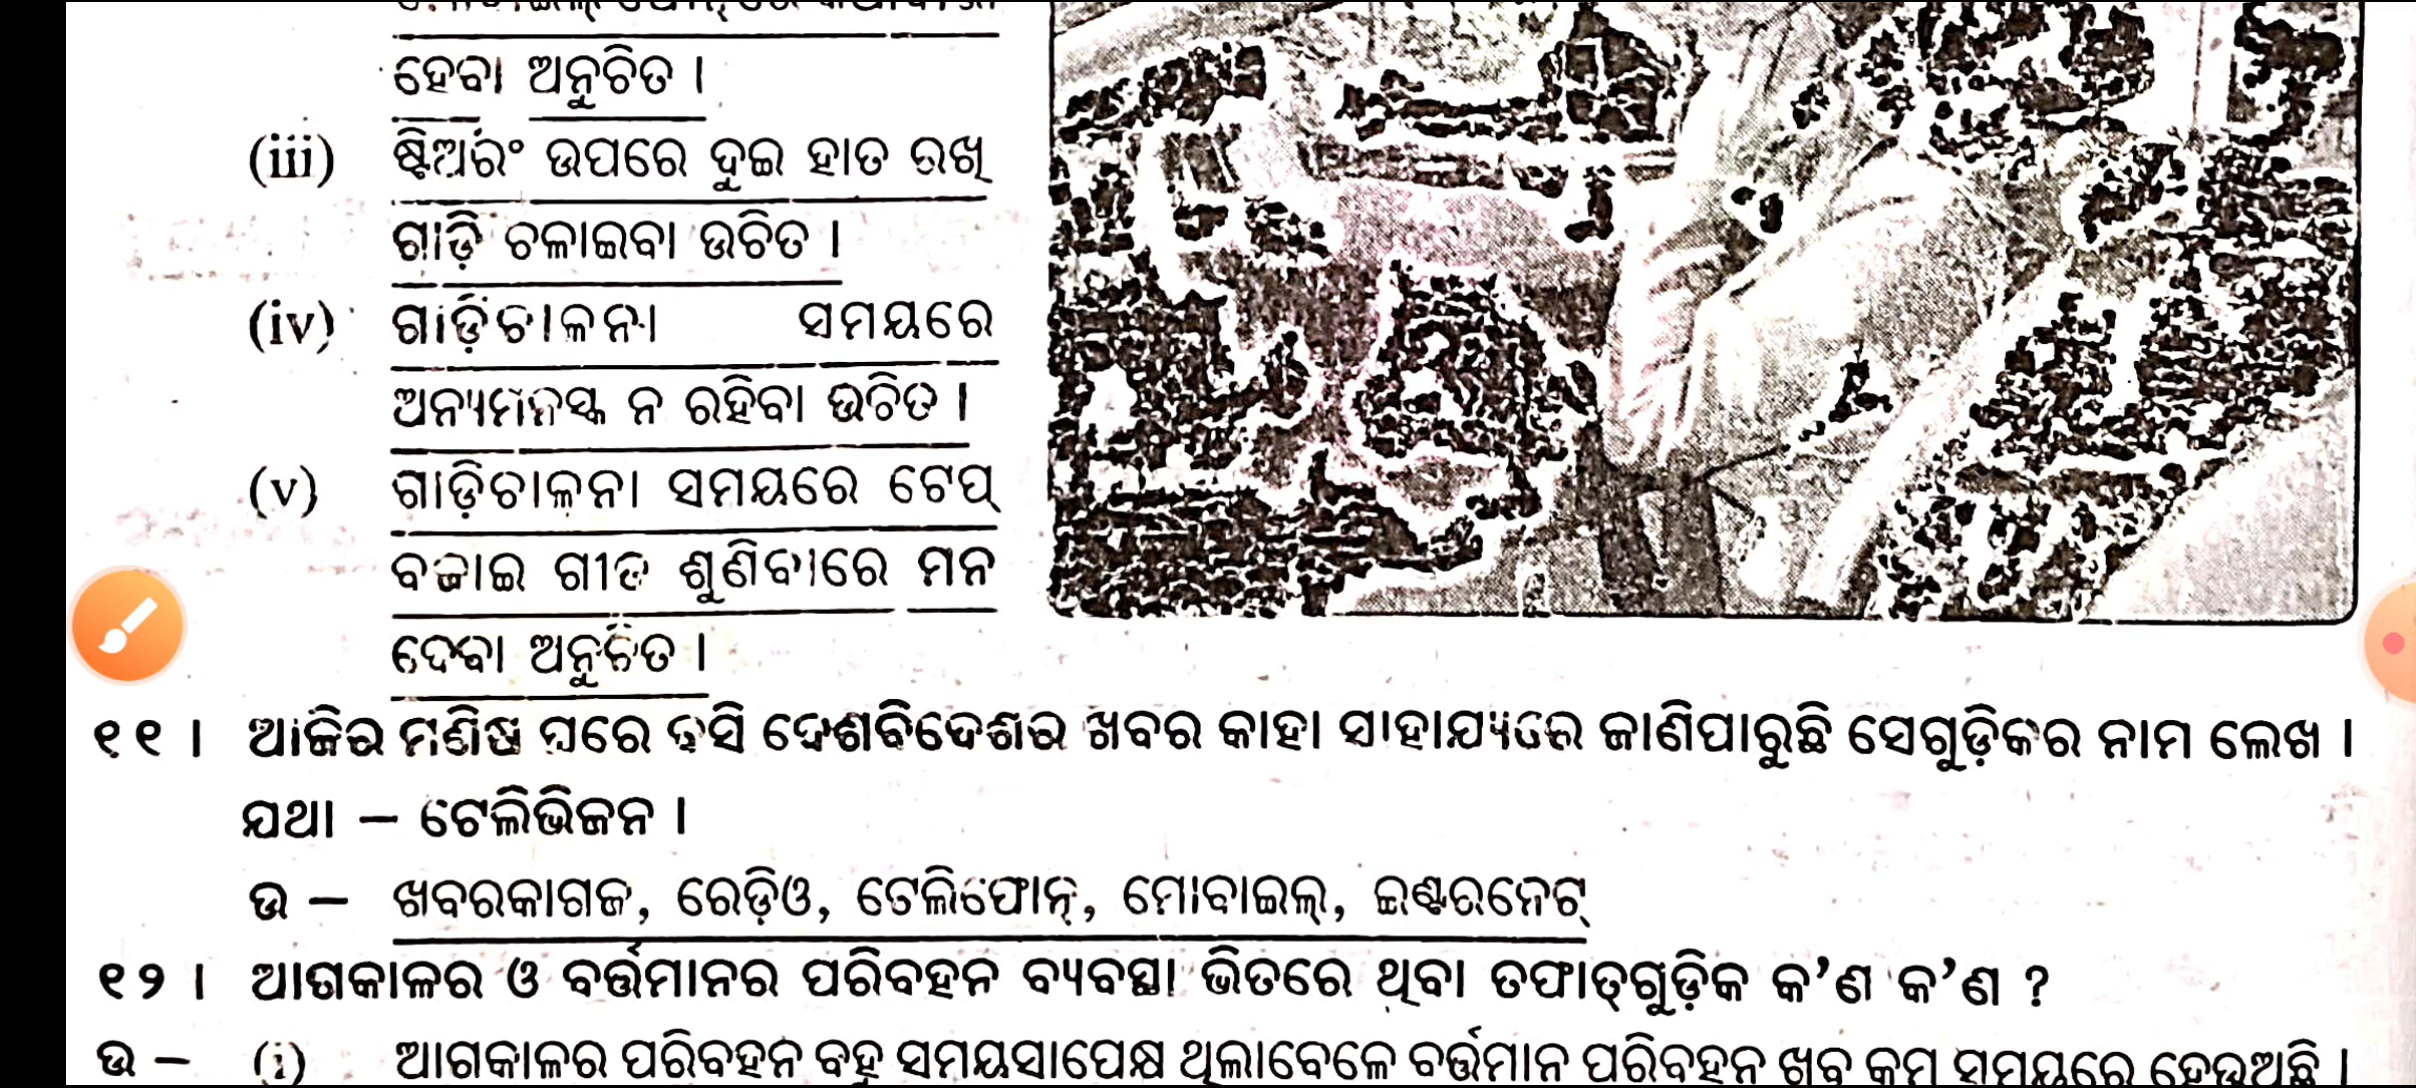 ହେବା ଅନୁଚିତ ।
(iii) ଷ୍ଟିଅରିଂ ଉପରେ ଦୁଇ ହାତ ରଖି
ଗାଡ଼ି ଚଳାଇବା ଉଚିତ ।
(iv) ଗାଡ଼ିଚାଳନା ସମୟରେ
ଅନ୍ୟମନସ୍କ ନ ରହିବା ଉଚିତ ।
(v) ଗାଡ଼ିଚାଳନା ସମୟରେ ଟେପ୍
ବଜାଇ ଗୀତ ଶୁଣିବାରେ ମନ
ଦେବା ଅନୁଚିତ ।
୧୧ । ଆଜିର ମଣିଷ ଘରେ ବସି ଦେଶବିଦେଶର ଖବର କାହା ସାହାଯ୍ୟରେ ଜାଣିପାରୁଛି ସେଗୁଡ଼ିକର ନାମ ଲେଖ ।
ଯଥା – ଟେଲିଭିଜନ ।
ଉ – ଖବରକାଗଜ, ରେଡ଼ିଓ, ଟେଲିଫୋନ୍, ମୋବାଇଲ୍, ଇଣ୍ଟରନେଟ୍
୧୨ । ଆଗକାଳର ଓ ବର୍ତ୍ତମାନର ପରିବହନ ବ୍ୟବସ୍ଥା ଭିତରେ ଥିବା ତଫାତ୍‌ଗୁଡ଼ିକ କ'ଣ କ'ଣ ?
ଉ – (i) ଆଗକାଳର ପରିବହନ ବହୁ ସମୟସାପେକ୍ଷ ଥିଲାବେଳେ ବର୍ତ୍ତମାନ ପରିବହନ ଖୁବ୍ କମ୍ ସମୟରେ ହେଉଅଛି ।